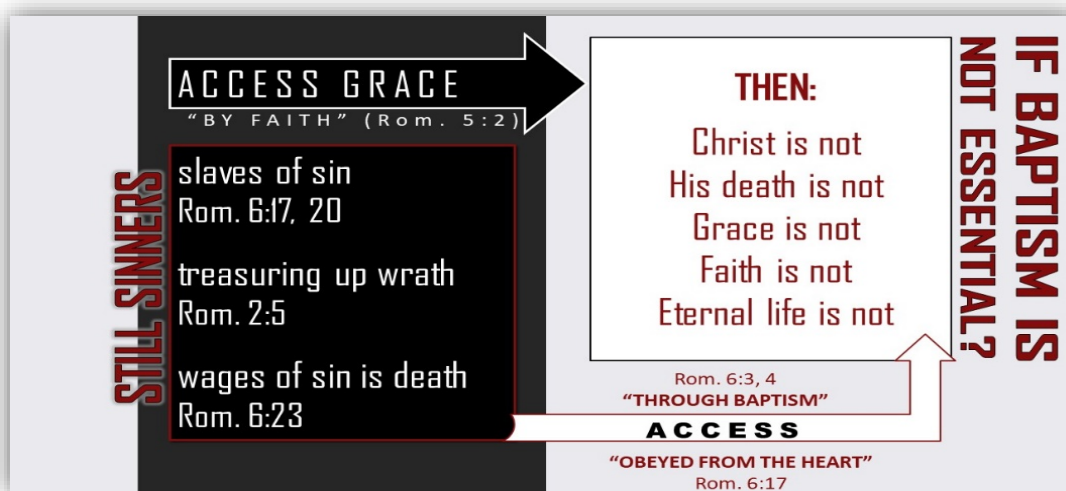 ACCESS GRACE
"BY FAITH" (Rom. 5:2)
STILL SINNERS
slaves of sin
Rom. 6:17, 20
treasuring up wrath
Rom. 2:5
wages of sin is death
Rom. 6:23
THEN:
Christ is not
His death is not
Grace is not
Faith is not
Eternal life is not
IF BAPTISM IS
NOT ESSENTIAL?
Rom. 6:3, 4
"THROUGH BAPTISM"
ACCESS
"OBEYED FROM THE HEART"
Rom. 6:17